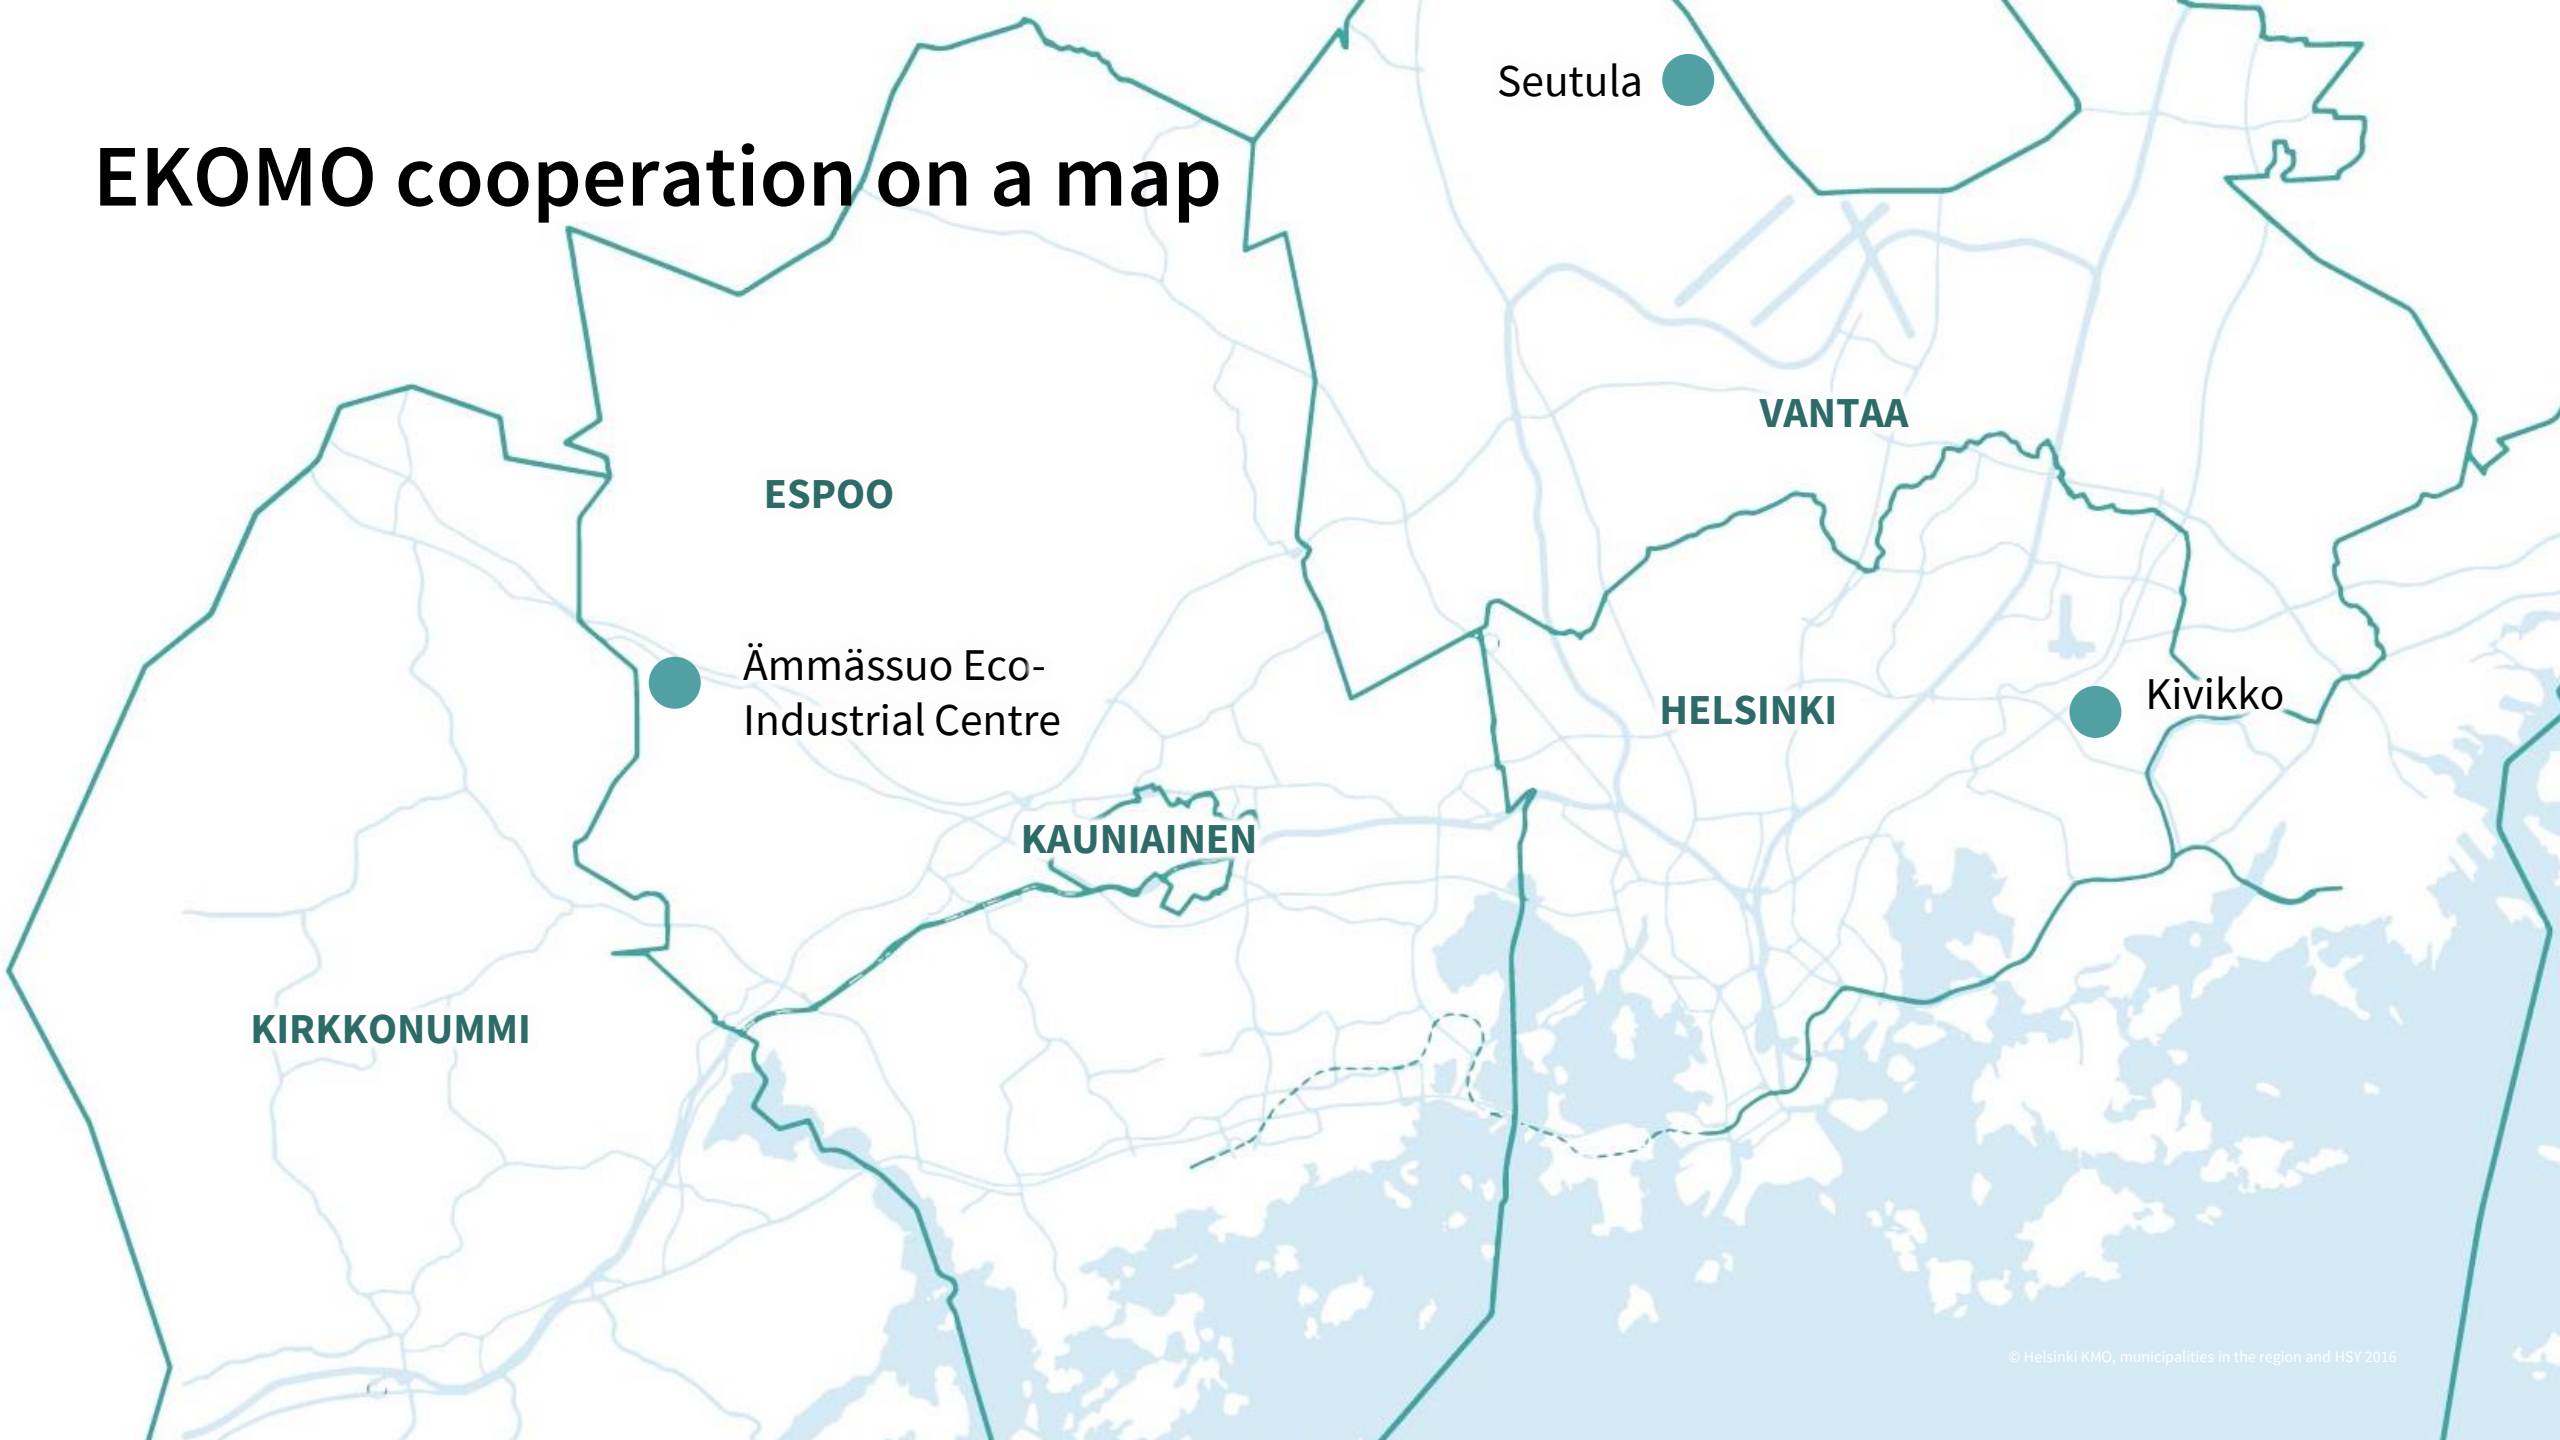 Seutula
EKOMO cooperation on a map
VANTAA
ESPOO
Ämmässuo Eco-
Industrial Centre
HELSINKI
Kivikko
KAUNIAINEN
KIRKKONUMMI
© Helsinki KMO, municipalities in the region and HSY 2016